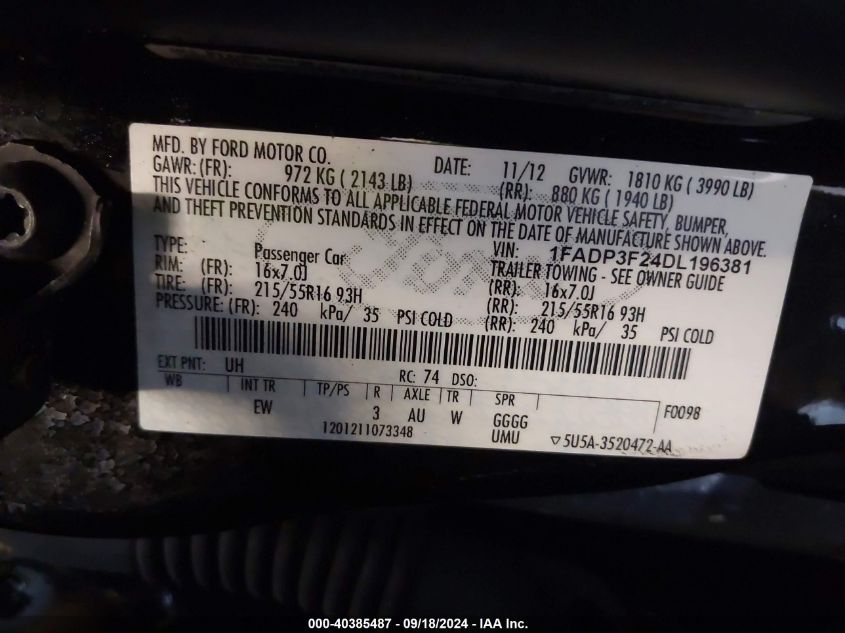 MFD. BY FORD MOTOR CO. DATE: 11/12 GVWR: 1810 KG ( 3990 LB)
GAWR: (FR): 972 KG ( 2143 LB) (RR): 880 KG ( 1940 LB)
THIS VEHICLE CONFORMS TO ALL APPLICABLE FEDERAL MOTOR VEHICLE SAFETY, BUMPER,
AND THEFT PREVENTION STANDARDS IN EFFECT ON THE DATE OF MANUFACTURE SHOWN ABOVE.
VIN: 1FADP3F24DL196381
TYPE: Passenger Car TRAILER TOWING - SEE OWNER GUIDE
RIM: (FR): 16x7.0J (RR): 16x7.0J
TIRE: (FR): 215/55R16 93H (RR): 215/55R16 93H
PRESSURE: (FR): 240 kPa/ 35 PSI COLD (RR): 240 kPa/ 35 PSI COLD
EXT PNT: UH RC: 74 DSO:
WB INT TR TP/PS R AXLE TR SPR F0098
EW 3 AU W GGGG
1201211073348 UMU ▽5U5A-3520472-AA
Ford
000-40385487 - 09/18/2024 - IAA Inc.